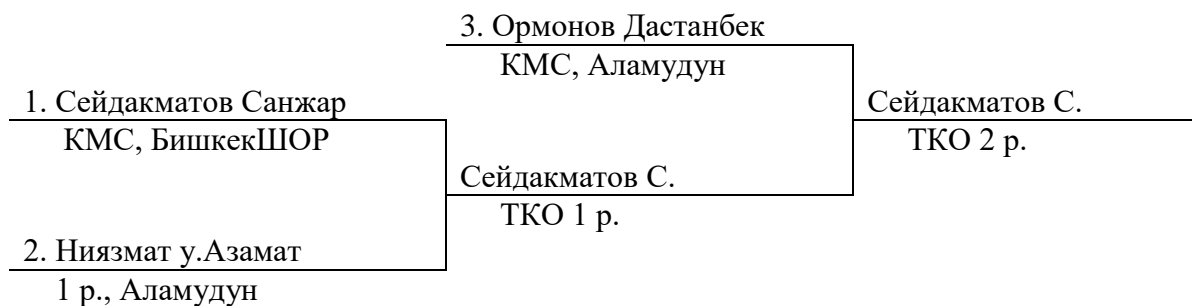 3. Ормонов Дастанбек
КМС, Аламудун
1. Сейдакматов Санжар
КМС, БишкекШОР
Сейдакматов С.
ТКО 2 р.
Сейдакматов С.
ТКО 1 р.
2. Ниязмат у.Азамат
1 р., Аламудун